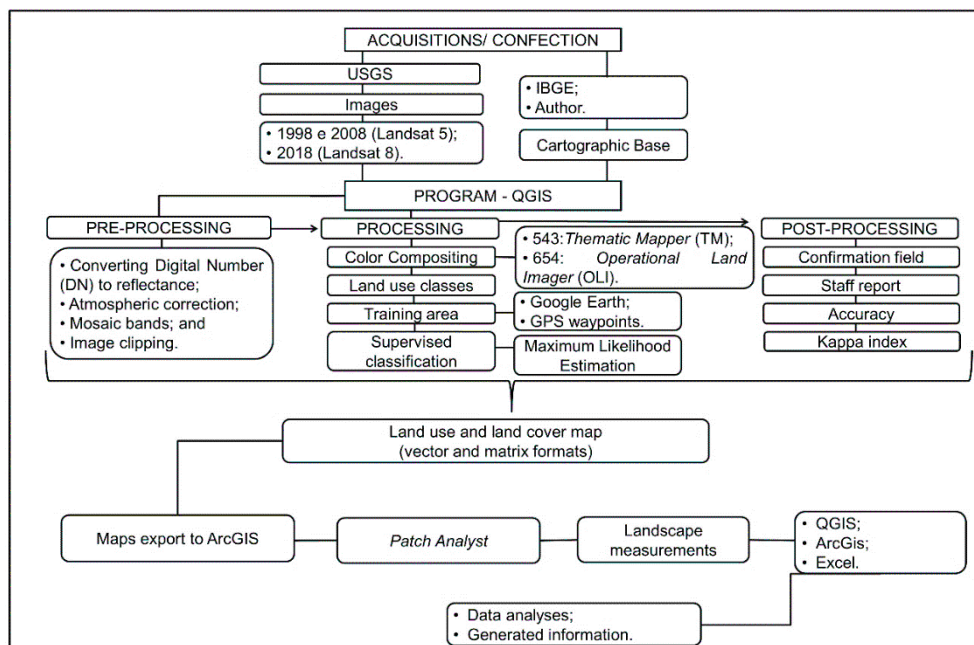 ACQUISITIONS/ CONFECTION
USGS
Images
• 1998 e 2008 (Landsat 5);
• 2018 (Landsat 8).
• IBGE;
• Author.
Cartographic Base
PROGRAM - QGIS
PRE-PROCESSING
• Converting Digital Number
(DN) to reflectance;
• Atmospheric correction;
• Mosaic bands; and
• Image clipping.
PROCESSING
Color Compositing
• 543: Thematic Mapper (TM);
• 654: Operational Land
Imager (OLI).
Land use classes
Training area
• Google Earth;
• GPS waypoints.
Supervised
classification
Maximum Likelihood
Estimation
POST-PROCESSING
Confirmation field
Staff report
Accuracy
Kappa index
Land use and land cover map
(vector and matrix formats)
Maps export to ArcGIS
Patch Analyst
Landscape
measurements
• QGIS;
• ArcGis;
• Excel.
• Data analyses;
• Generated information.